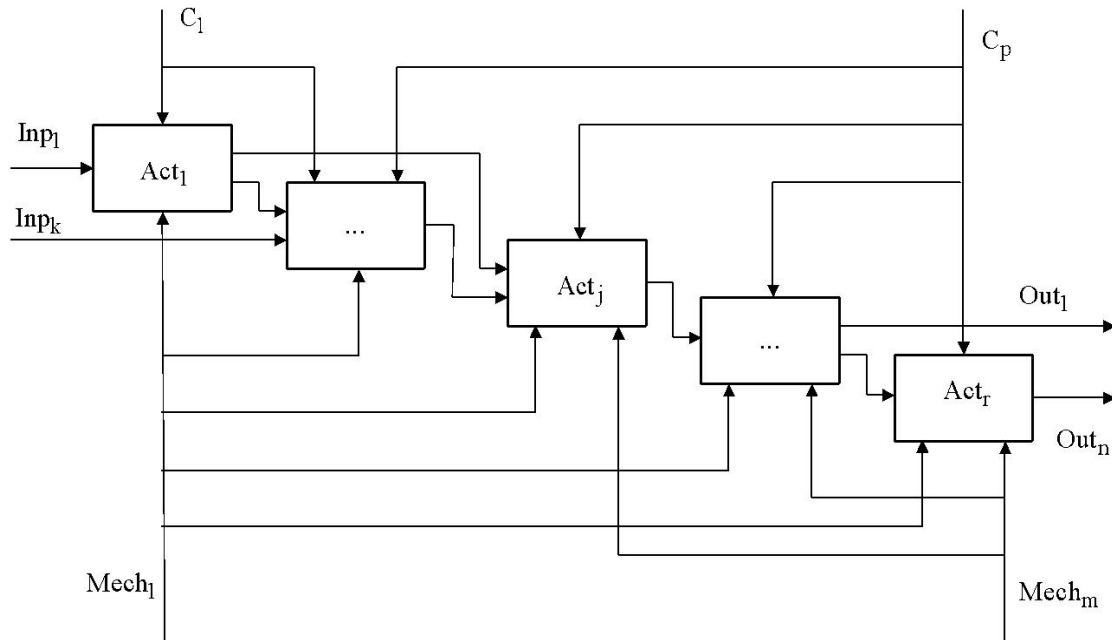 C₁
Cₚ
Inp₁
Act₁
Inpₖ
...
Actⱼ
Out₁
...
Actᵣ
Outₙ
Mech₁
Mechₘ